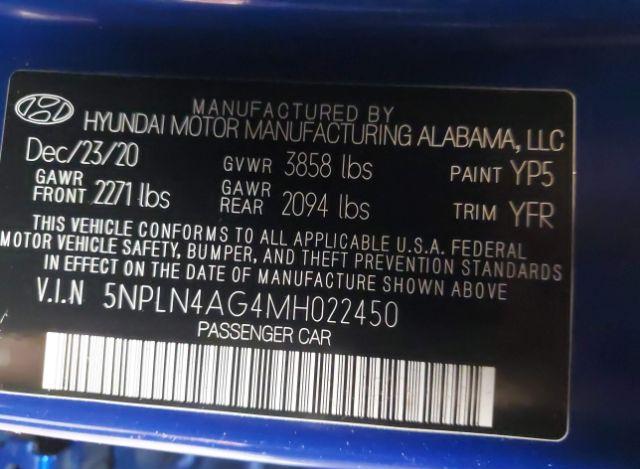 MANUFACTURED BY
HYUNDAI MOTOR MANUFACTURING ALABAMA, LLC
Dec/23/20 GVWR 3858 lbs PAINT YP5
GAWR FRONT 2271 lbs GAWR REAR 2094 lbs TRIM YFR
THIS VEHICLE CONFORMS TO ALL APPLICABLE U.S.A. FEDERAL
MOTOR VEHICLE SAFETY, BUMPER, AND THEFT PREVENTION STANDARDS
IN EFFECT ON THE DATE OF MANUFACTURE SHOWN ABOVE
V.I.N 5NPLN4AG4MH022450
PASSENGER CAR